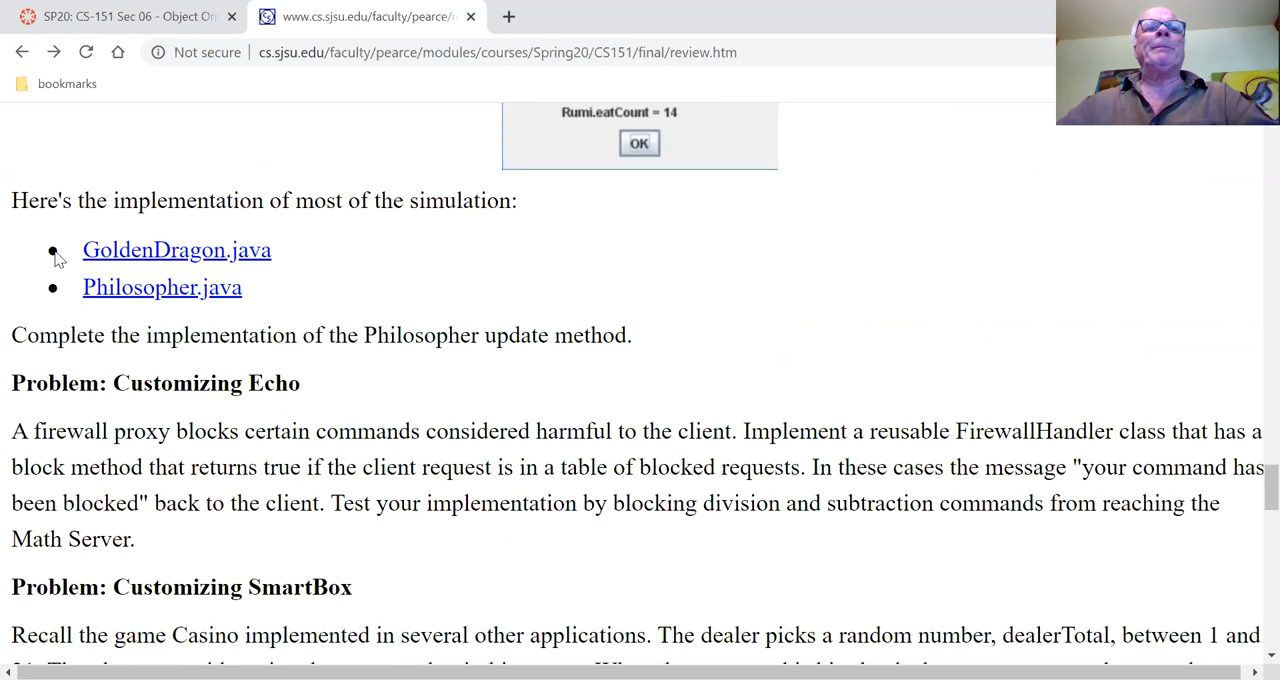 SP20: CS-151 Sec 06 - Object Or
www.cs.sjsu.edu/faculty/pearce/
Not secure
cs.sjsu.edu/faculty/pearce/modules/courses/Spring20/CS151/final/review.htm
bookmarks
Rumi.eatCount = 14
OK
Here's the implementation of most of the simulation:
GoldenDragon.java
Philosopher.java
Complete the implementation of the Philosopher update method.
Problem: Customizing Echo
A firewall proxy blocks certain commands considered harmful to the client. Implement a reusable FirewallHandler class that has a
block method that returns true if the client request is in a table of blocked requests. In these cases the message "your command has
been blocked" back to the client. Test your implementation by blocking division and subtraction commands from reaching the
Math Server.
Problem: Customizing SmartBox
Recall the game Casino implemented in several other applications. The dealer picks a random number, dealerTotal, between 1 and